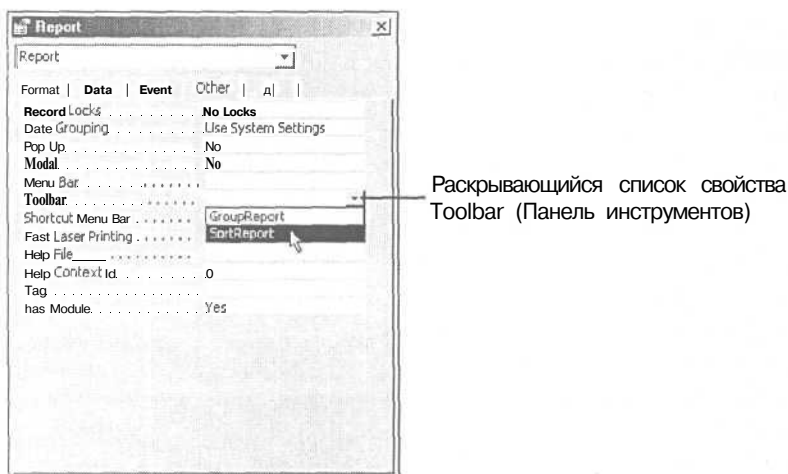 Report
Report
Format | Data | Event Other | д| |
Record Locks . . . . . . . . . . No Locks
Date Grouping . . . . . . . . . Use System Settings
Pop Up . . . . . . . . . . . . . No
Modal . . . . . . . . . . . . . . No
Menu Bar . . . . . . . . . . . .
Toolbar . . . . . . . . . . . . .
Shortcut Menu Bar . . . . . . . GroupReport
Fast Laser Printing . . . . . . . SortReport
Help File . . . . . . . . . .
Help Context Id . . . . . . . . . 0
Tag . . . . . . . . . . . . . . .
has Module . . . . . . . . . . . Yes
Раскрывающийся список свойства
Toolbar (Панель инструментов)